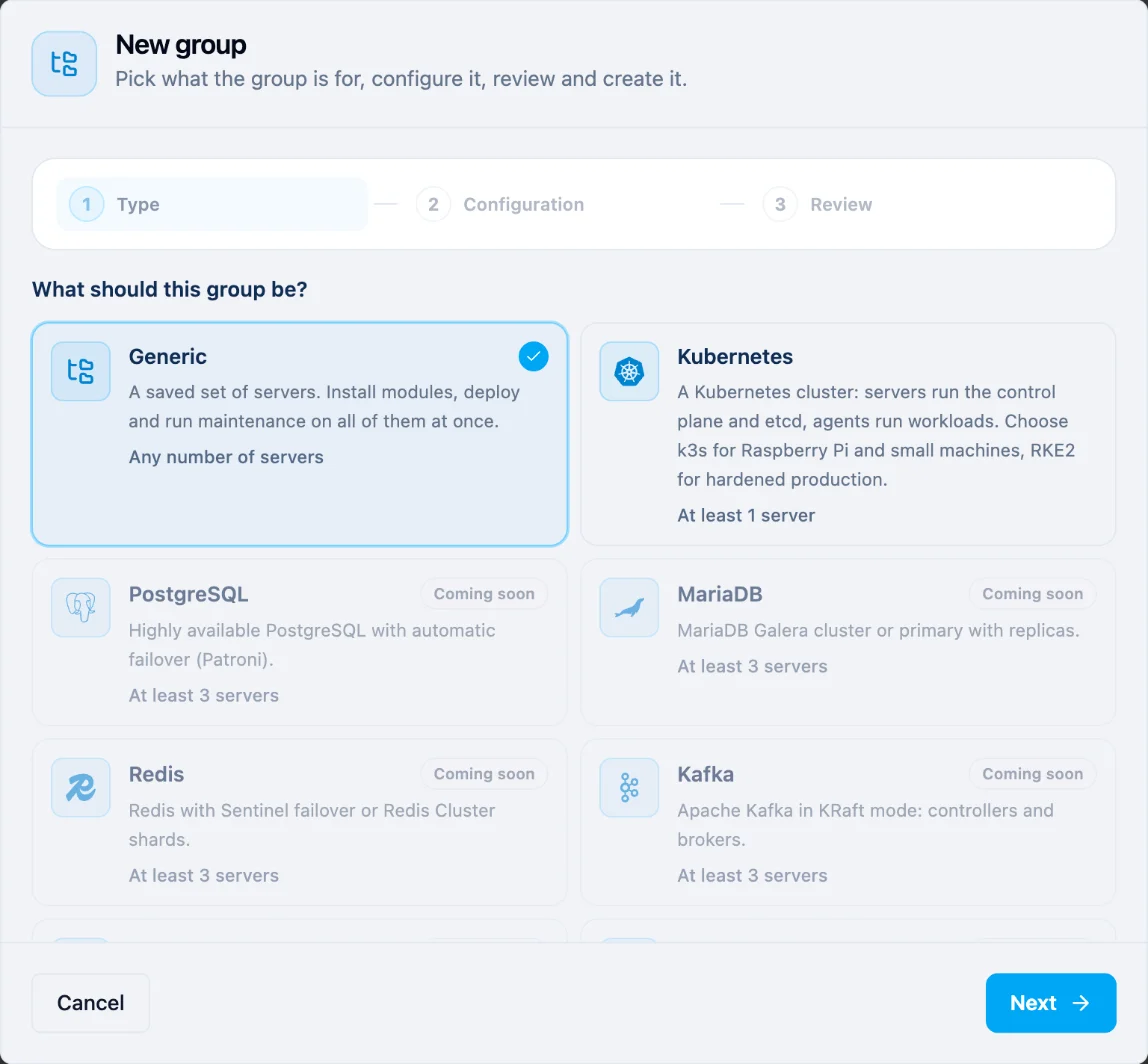 New group
Pick what the group is for, configure it, review and create it.
1 Type
2 Configuration
3 Review
What should this group be?
Generic
A saved set of servers. Install modules, deploy
and run maintenance on all of them at once.
Any number of servers
Kubernetes
A Kubernetes cluster: servers run the control
plane and etcd, agents run workloads. Choose
k3s for Raspberry Pi and small machines, RKE2
for hardened production.
At least 1 server
PostgreSQL
Coming soon
Highly available PostgreSQL with automatic
failover (Patroni).
At least 3 servers
MariaDB
Coming soon
MariaDB Galera cluster or primary with replicas.
At least 3 servers
Redis
Coming soon
Redis with Sentinel failover or Redis Cluster
shards.
At least 3 servers
Kafka
Coming soon
Apache Kafka in KRaft mode: controllers and
brokers.
At least 3 servers
Cancel
Next